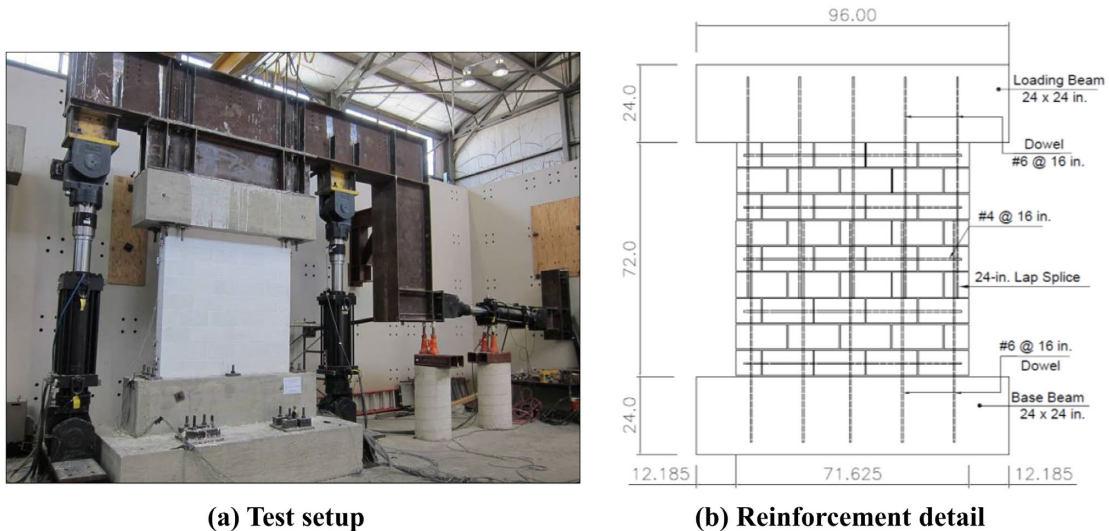 96.00
24.0
Loading Beam
24 x 24 in.
Dowel
#6 @ 16 in.
#4 @ 16 in.
72.0
24-in. Lap Splice
#6 @ 16 in.
Dowel
24.0
Base Beam
24 x 24 in.
12.185
71.625
12.185
(a) Test setup
(b) Reinforcement detail